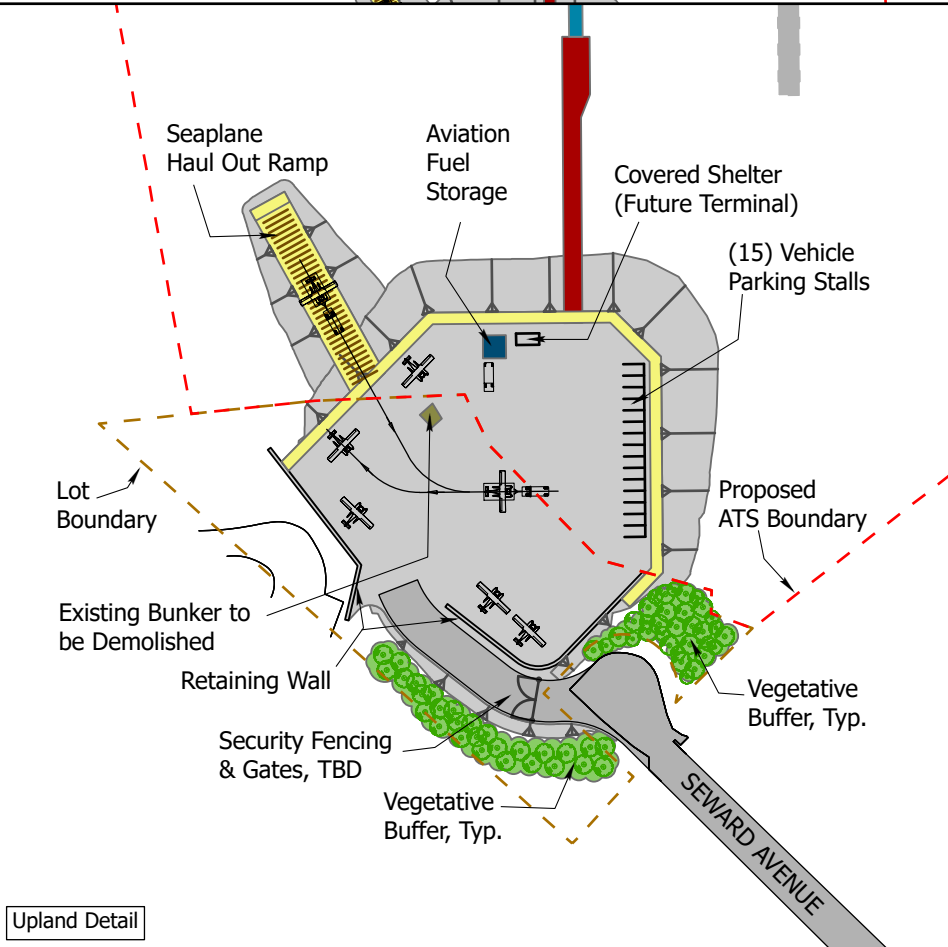 Seaplane
Haul Out Ramp
Aviation
Fuel
Storage
Covered Shelter
(Future Terminal)
(15) Vehicle
Parking Stalls
Lot
Boundary
Proposed
ATS Boundary
Existing Bunker to
be Demolished
Retaining Wall
Vegetative
Buffer, Typ.
Security Fencing
& Gates, TBD
Vegetative
Buffer, Typ.
SEWARD AVENUE
Upland Detail